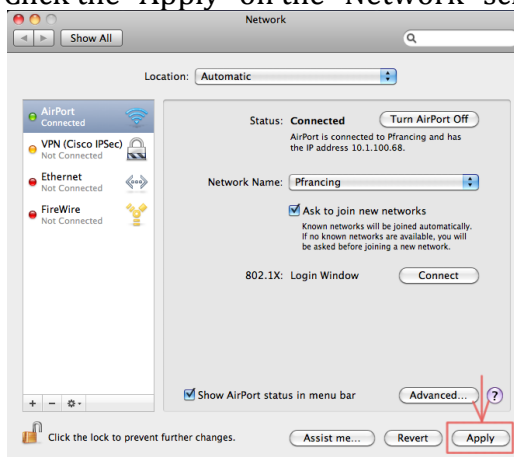 Click the "Apply" on the "Network" scr
Network
Show All
Location: Automatic
AirPort
Connected
VPN (Cisco IPSec)
Not Connected
Ethernet
Not Connected
FireWire
Not Connected
Status: Connected
Turn AirPort Off
AirPort is connected to Pfrancing and has
the IP address 10.1.100.68.
Network Name: Pfrancing
Ask to join new networks
Known networks will be joined automatically.
If no known networks are available, you will
be asked before joining a new network.
802.1X: Login Window
Connect
Show AirPort status in menu bar
Advanced...
?
Click the lock to prevent further changes.
Assist me...
Revert
Apply